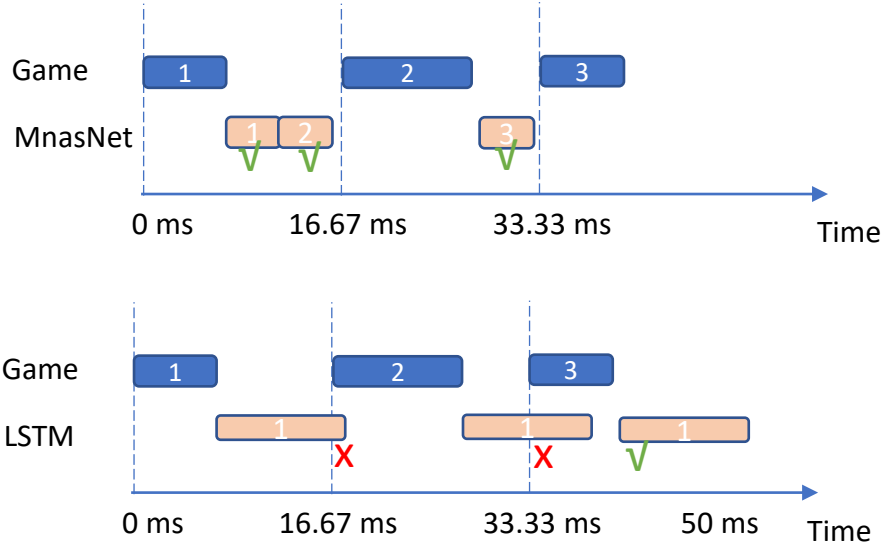 Game 1 2 3
MnasNet 1 2 3
√ √ √
0 ms 16.67 ms 33.33 ms Time
Game 1 2 3
LSTM 1 1 1
X X √
0 ms 16.67 ms 33.33 ms 50 ms Time